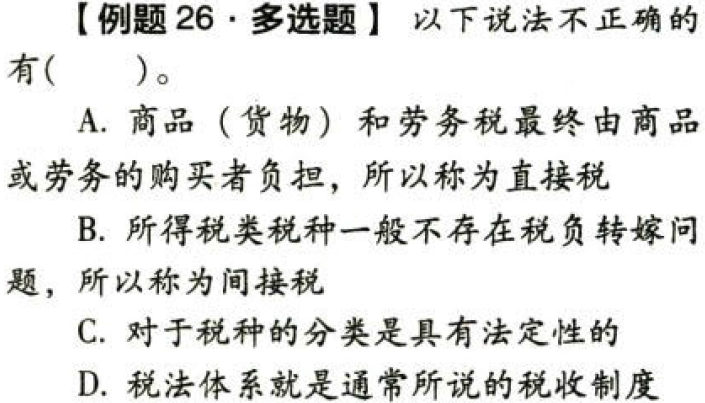 【例题 26·多选题】 以下说法不正确的
有(　　)。
A. 商品（货物）和劳务税最终由商品
或劳务的购买者负担，所以称为直接税
B. 所得税类税种一般不存在税负转嫁问
题，所以称为间接税
C. 对于税种的分类是具有法定性的
D. 税法体系就是通常所说的税收制度